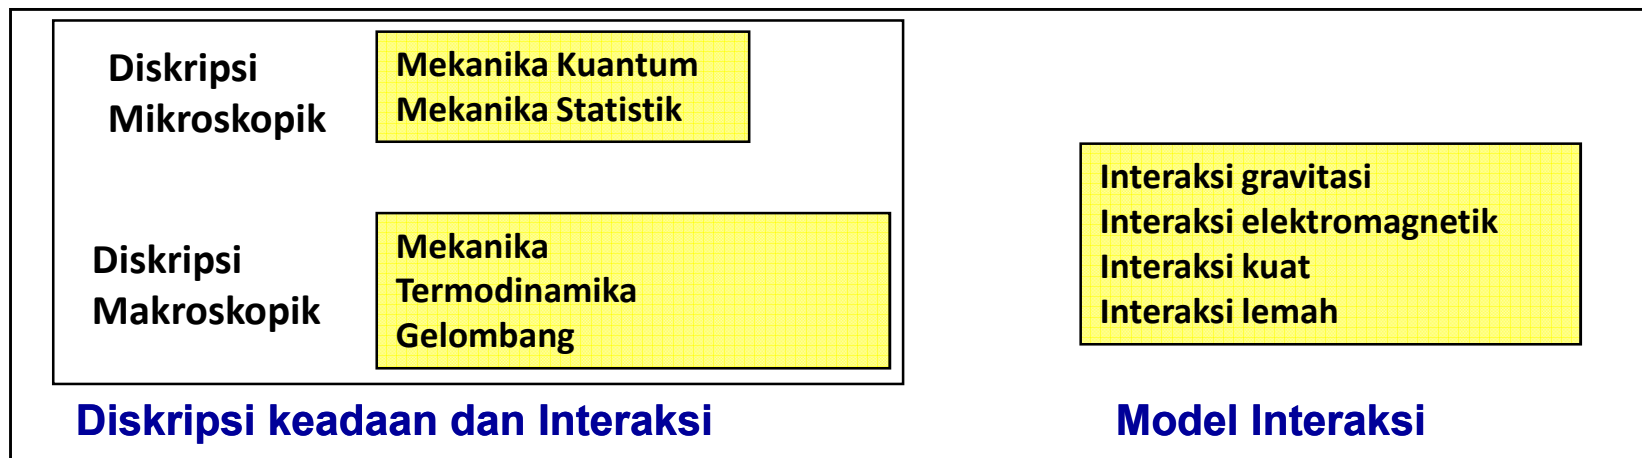 Diskripsi
Mikroskopik
Mekanika Kuantum
Mekanika Statistik
Diskripsi
Makroskopik
Mekanika
Termodinamika
Gelombang
Diskripsi keadaan dan Interaksi
Interaksi gravitasi
Interaksi elektromagnetik
Interaksi kuat
Interaksi lemah
Model Interaksi